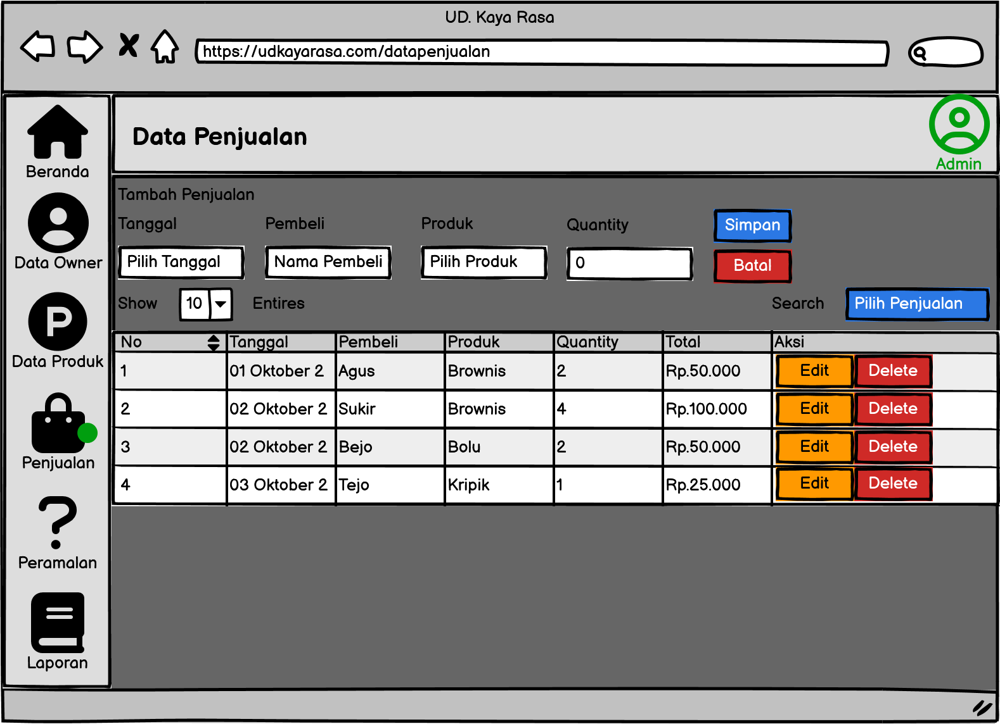 UD. Kaya Rasa
https://udkayarasa.com/datapenjualan
Data Penjualan
Admin
Beranda
Data Owner
P
Data Produk
Penjualan
?
Peramalan
Laporan
Tambah Penjualan
Tanggal Pembeli Produk Quantity Simpan
Pilih Tanggal Nama Pembeli Pilih Produk 0 Batal
Show 10 Entires Search Pilih Penjualan
No Tanggal Pembeli Produk Quantity Total Aksi
1 01 Oktober 2 Agus Brownis 2 Rp.50.000 Edit Delete
2 02 Oktober 2 Sukir Brownis 4 Rp.100.000 Edit Delete
3 02 Oktober 2 Bejo Bolu 2 Rp.50.000 Edit Delete
4 03 Oktober 2 Tejo Kripik 1 Rp.25.000 Edit Delete